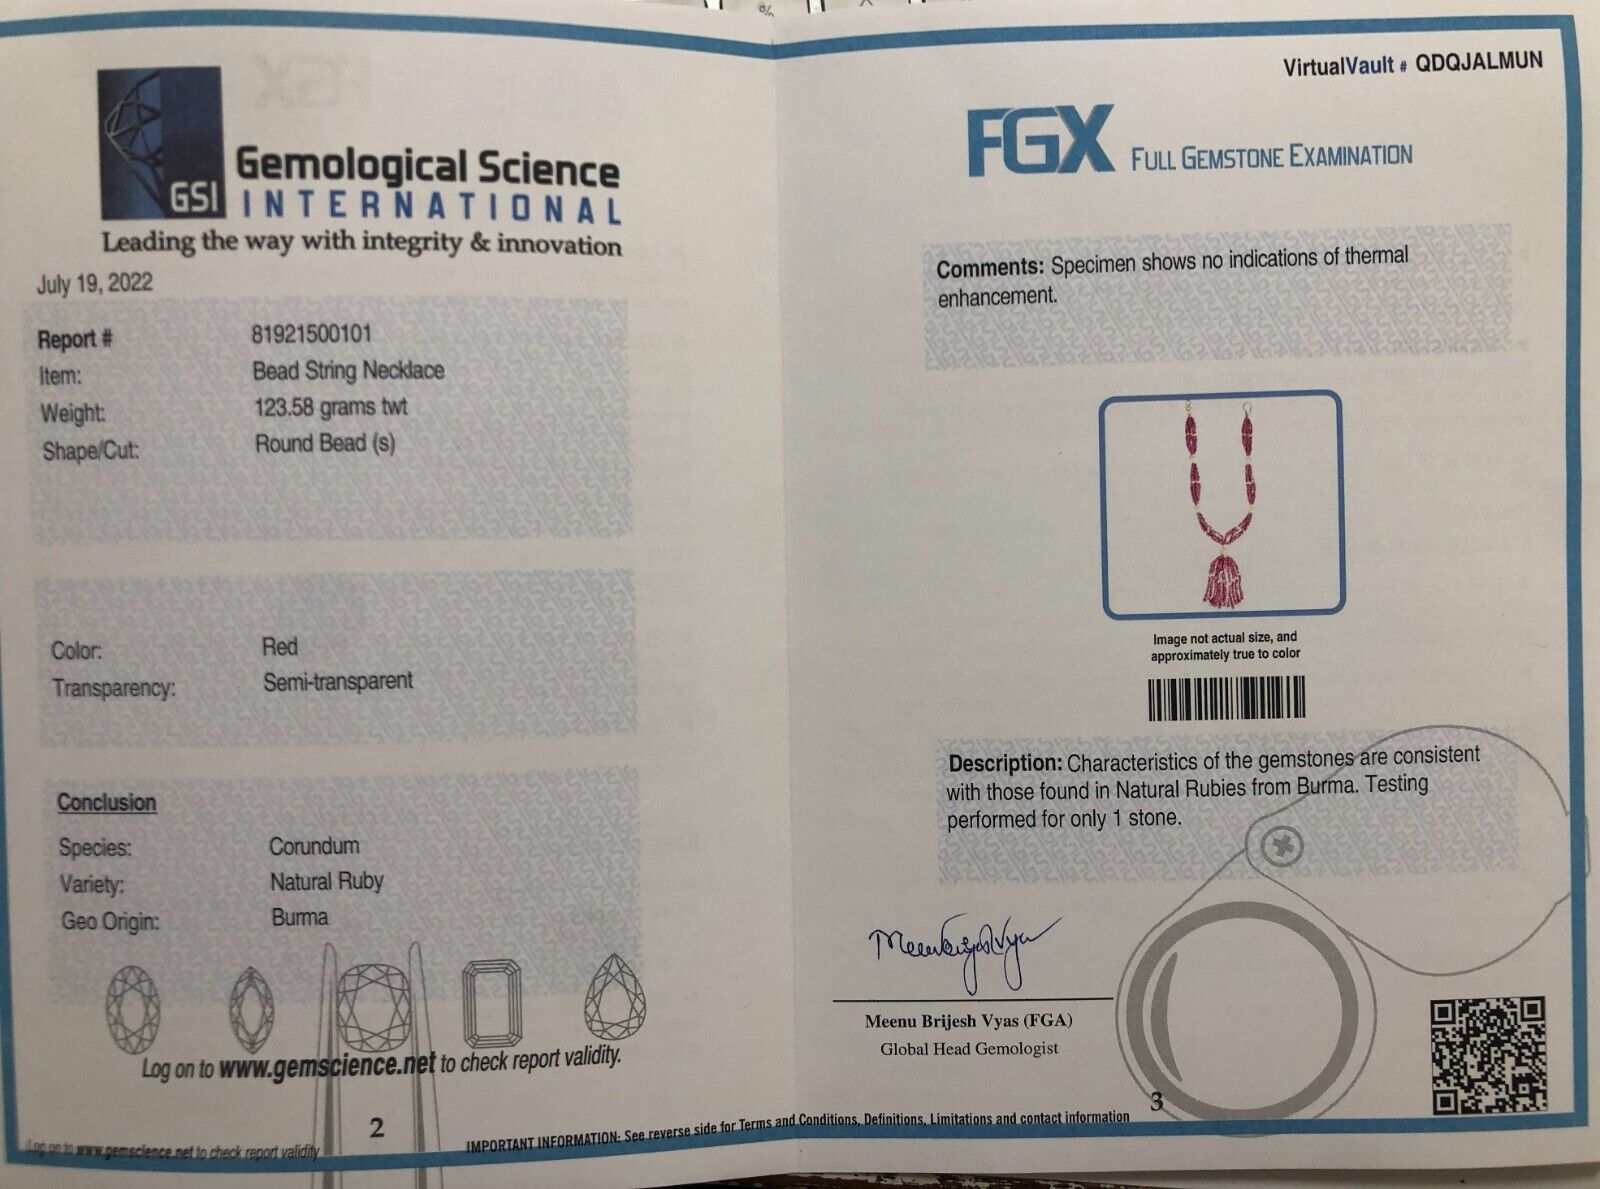 GSI
Gemological Science
INTERNATIONAL
Leading the way with integrity & innovation
July 19, 2022
Report # 81921500101
Item: Bead String Necklace
Weight: 123.58 grams twt
Shape/Cut: Round Bead (s)
Color: Red
Transparency: Semi-transparent
Conclusion
Species: Corundum
Variety: Natural Ruby
Geo Origin: Burma
Log on to www.gemscience.net to check report validity.
2
Log on to www.gemscience.net to check report validity
IMPORTANT INFORMATION: See reverse side for Terms and Conditions, Definitions, Limitations and contact information
VirtualVault # QDQJALMUN
FGX FULL GEMSTONE EXAMINATION
Comments: Specimen shows no indications of thermal
enhancement.
Image not actual size, and
approximately true to color
Description: Characteristics of the gemstones are consistent
with those found in Natural Rubies from Burma. Testing
performed for only 1 stone.
Meenu Brijesh Vyas (FGA)
Global Head Gemologist
3